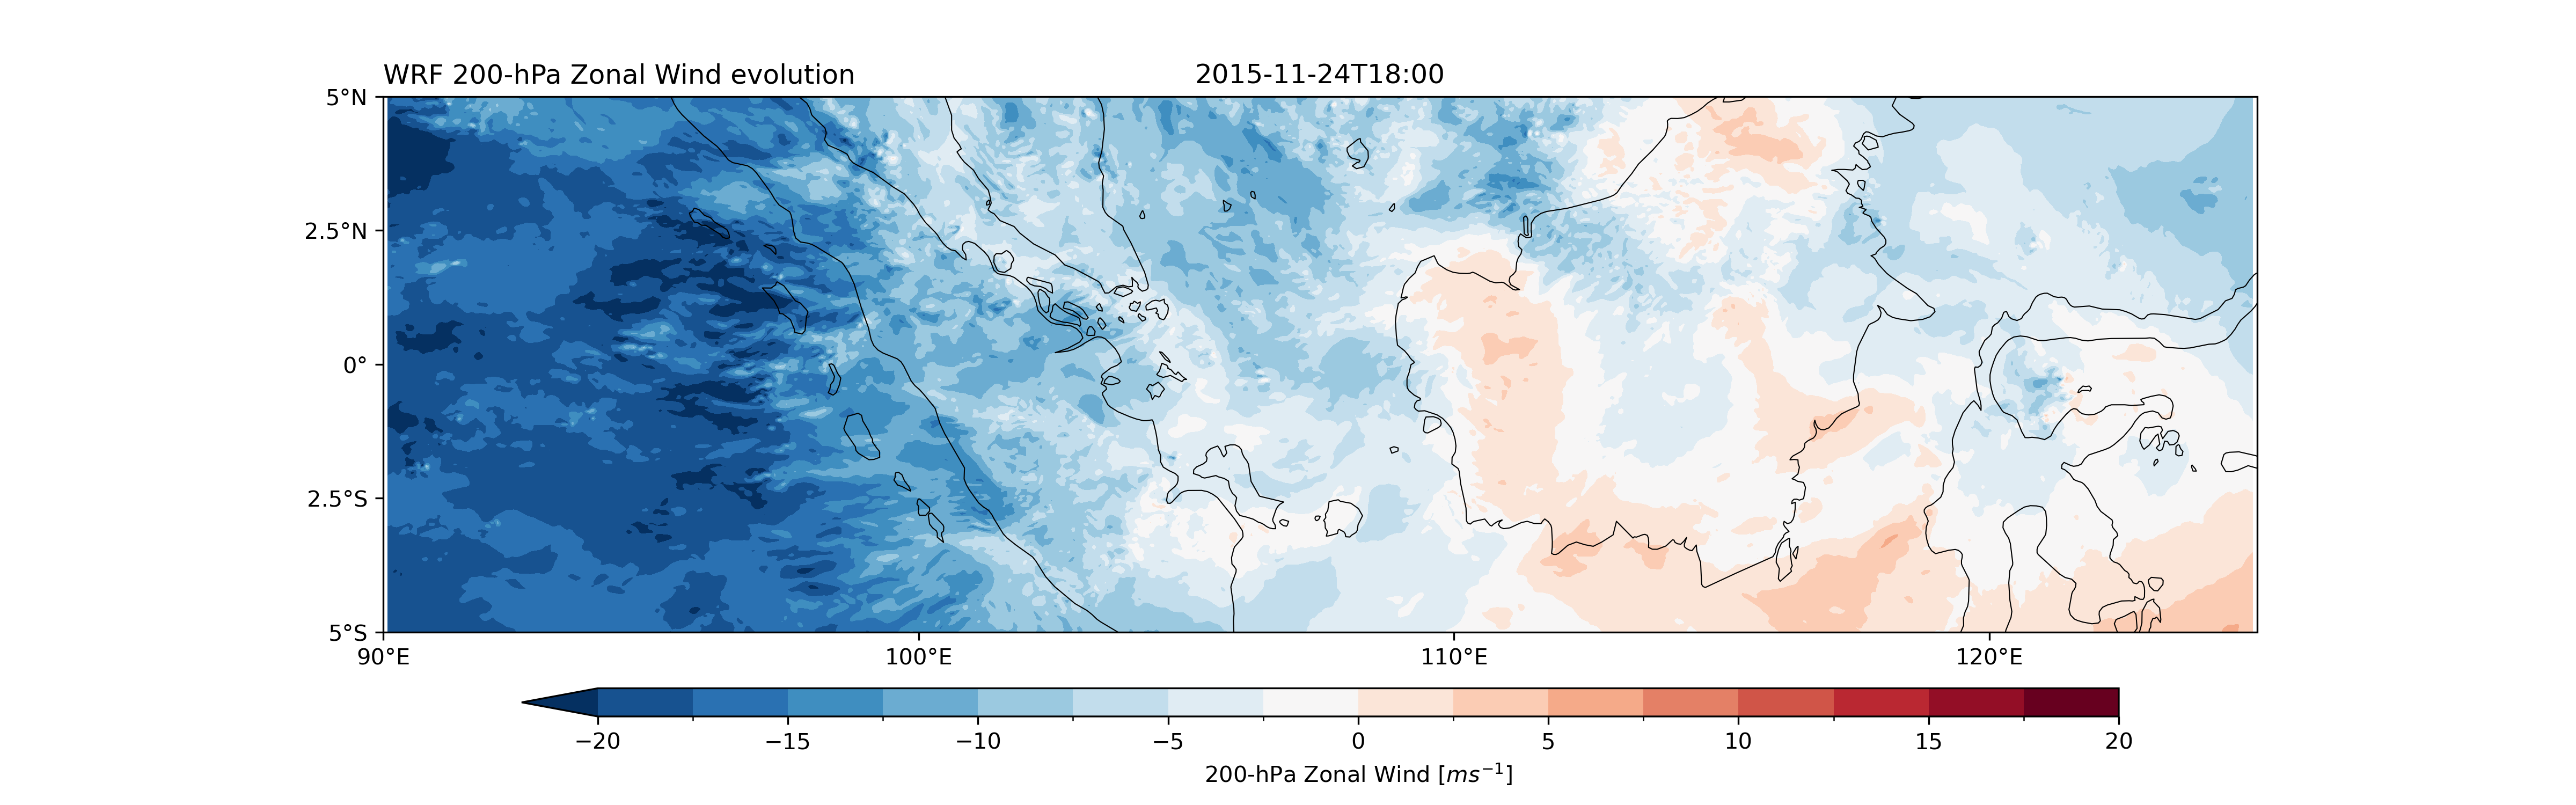 WRF 200-hPa Zonal Wind evolution 2015-11-24T18:00
5°N
2.5°N
0°
2.5°S
5°S
90°E 100°E 110°E 120°E
−20 −15 −10 −5 0 5 10 15 20
200-hPa Zonal Wind [ms⁻¹]